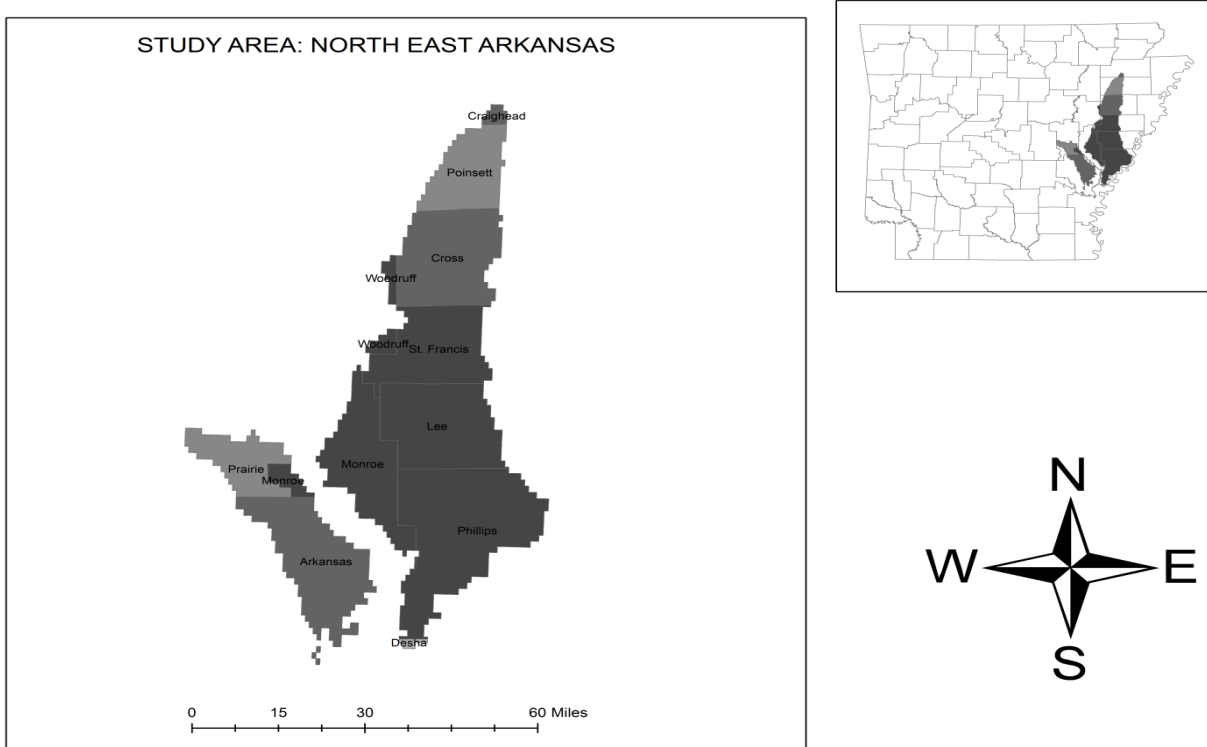 STUDY AREA: NORTH EAST ARKANSAS
Craighead
Poinsett
Cross
Woodruff
Woodruff
St. Francis
Lee
Prairie
Monroe
Monroe
Phillips
Arkansas
Desha
0 15 30 60 Miles
N
W E
S